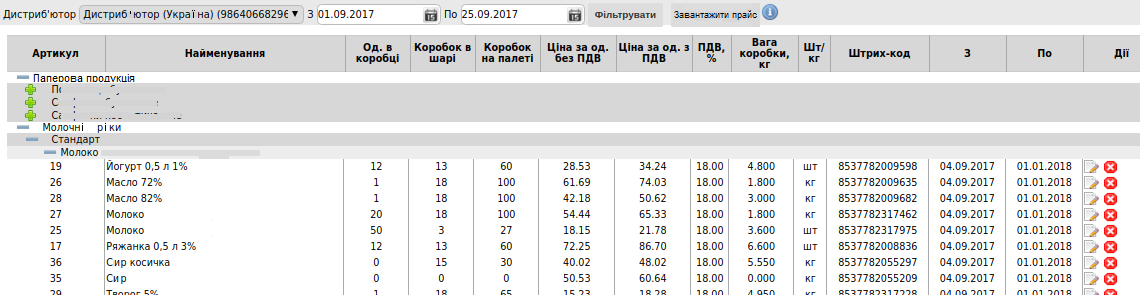 Дистриб'ютор Дистриб'ютор (Україна) (9864066829 З 01.09.2017 По 25.09.2017 Фільтрувати Завантажити прайс
Артикул Найменування Од. в коробці Коробок в шарі Коробок на палеті Ціна за од. без ПДВ Ціна за од. з ПДВ ПДВ, % Вага коробки, кг Шт/кг Штрих-код З По Дії
Паперова продукція
Молочні
Стандарт
Молоко
19 Йогурт 0,5 л 1% 12 13 60 28.53 34.24 18.00 4.800 шт 8537782009598 04.09.2017 01.01.2018
26 Масло 72% 1 18 100 61.69 74.03 18.00 1.800 кг 8537782009635 04.09.2017 01.01.2018
28 Масло 82% 1 18 100 42.18 50.62 18.00 3.000 кг 8537782009682 04.09.2017 01.01.2018
27 Молоко 20 18 100 54.44 65.33 18.00 1.800 кг 8537782317462 04.09.2017 01.01.2018
25 Молоко 50 3 27 18.15 21.78 18.00 3.600 шт 8537782317975 04.09.2017 01.01.2018
17 Ряжанка 0,5 л 3% 12 13 60 72.25 86.70 18.00 6.600 шт 8537782008836 04.09.2017 01.01.2018
36 Сир косичка 0 15 30 40.02 48.02 18.00 5.550 кг 8537782055297 04.09.2017 01.01.2018
35 Сир 0 0 0 50.53 60.64 18.00 0.000 кг 8537782055209 04.09.2017 01.01.2018
29 Творог 5% 1 18 65 15.23 18.28 18.00 4.950 кг 8537782317228 04.09.2017 01.01.2018